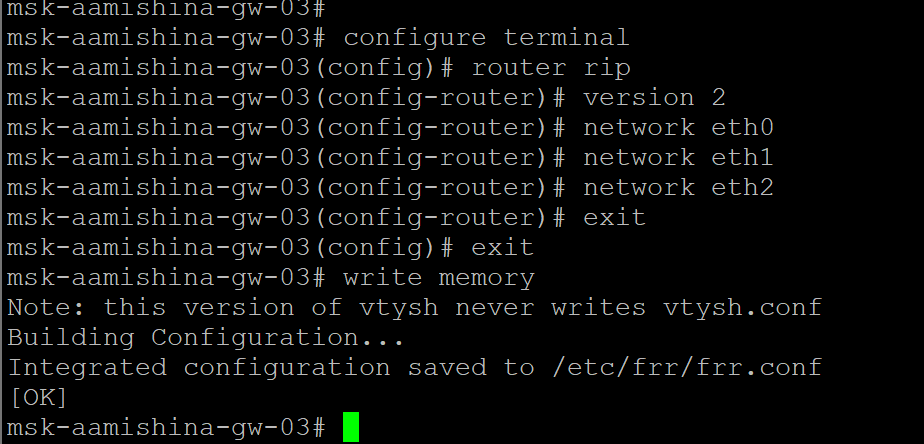 msk-aamishina-gw-03#
msk-aamishina-gw-03# configure terminal
msk-aamishina-gw-03(config)# router rip
msk-aamishina-gw-03(config-router)# version 2
msk-aamishina-gw-03(config-router)# network eth0
msk-aamishina-gw-03(config-router)# network eth1
msk-aamishina-gw-03(config-router)# network eth2
msk-aamishina-gw-03(config-router)# exit
msk-aamishina-gw-03(config)# exit
msk-aamishina-gw-03# write memory
Note: this version of vtysh never writes vtysh.conf
Building Configuration...
Integrated configuration saved to /etc/frr/frr.conf
[OK]
msk-aamishina-gw-03#